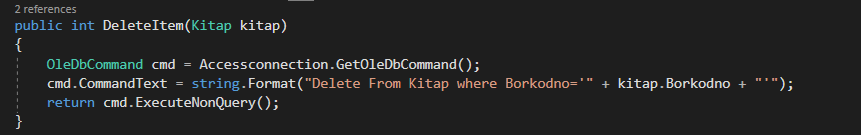 2 references
public int DeleteItem(Kitap kitap)
{
OleDbCommand cmd = Accessconnection.GetOleDbCommand();
cmd.CommandText = string.Format("Delete From Kitap where Borkodno='" + kitap.Borkodno + "'");
return cmd.ExecuteNonQuery();
}